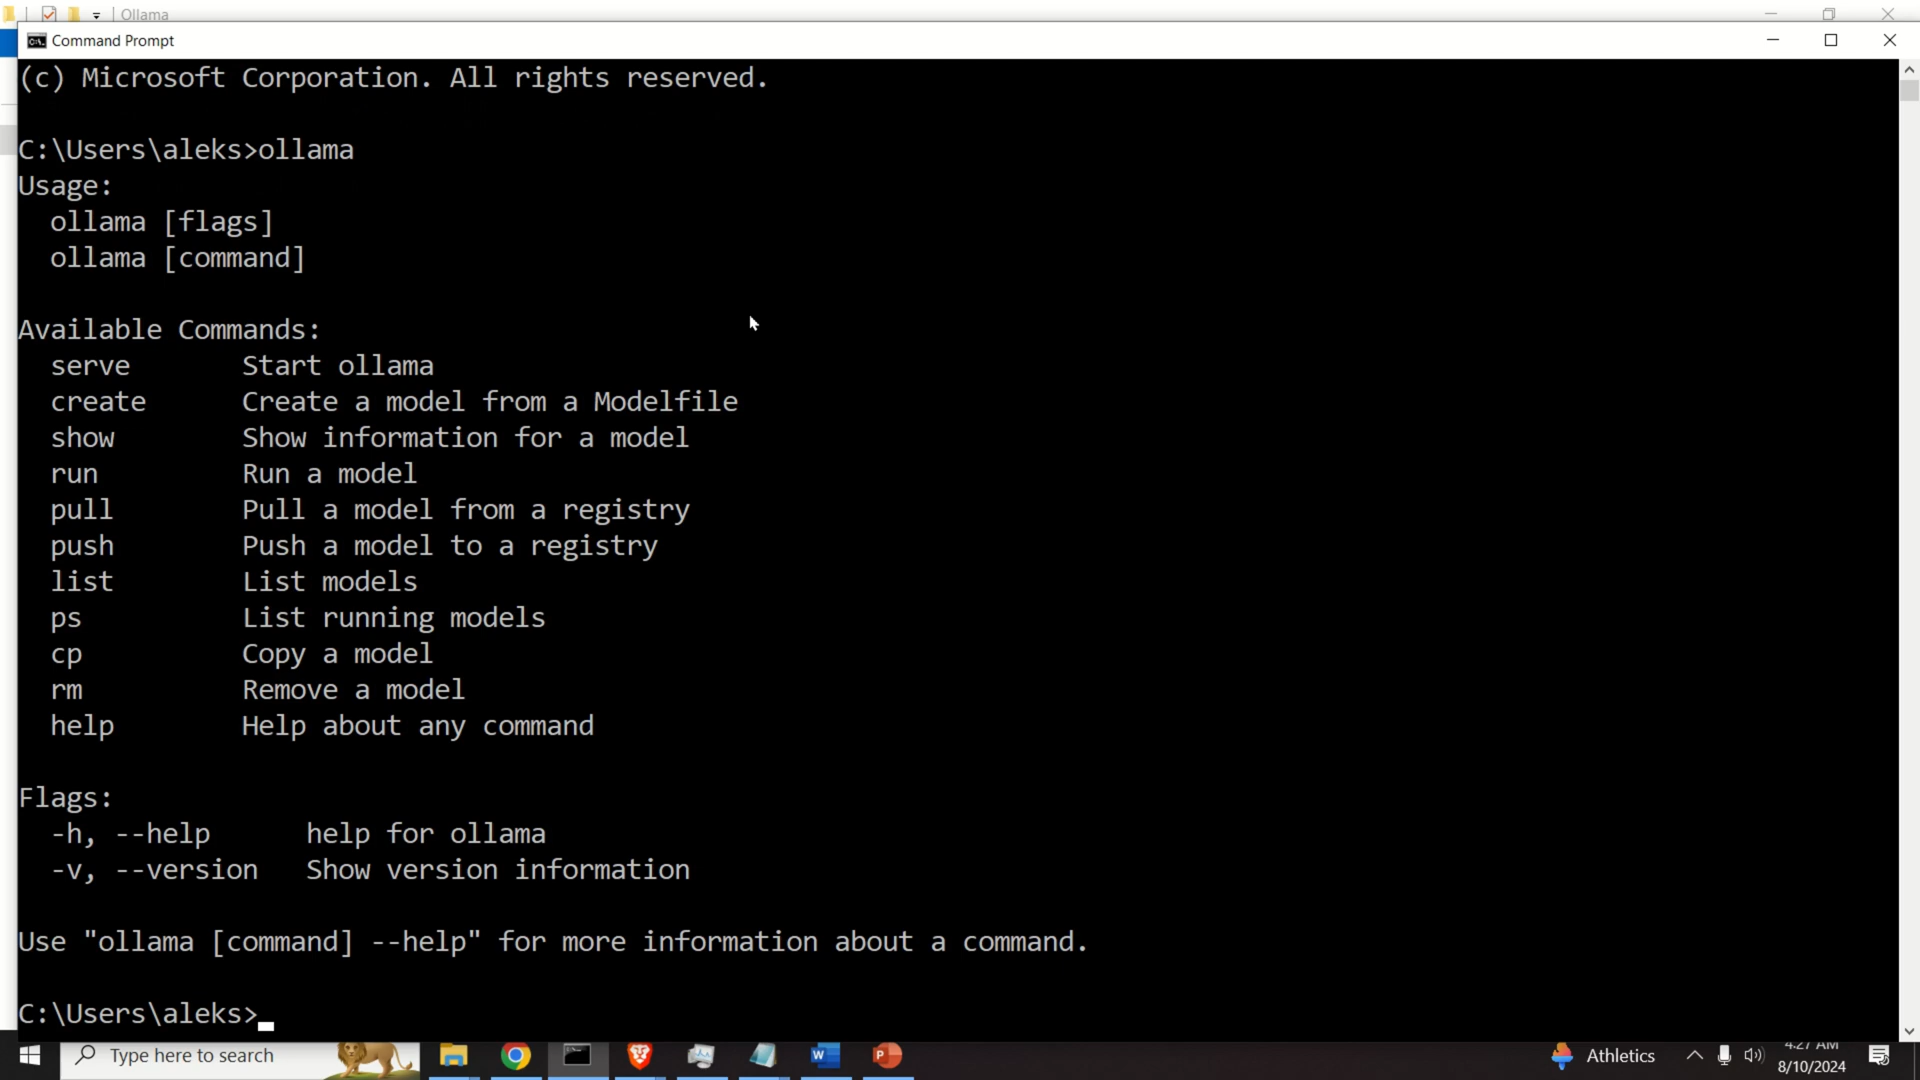 Ollama
Command Prompt
(c) Microsoft Corporation. All rights reserved.
C:\Users\aleks>ollama
Usage:
  ollama [flags]
  ollama [command]
Available Commands:
  serve       Start ollama
  create      Create a model from a Modelfile
  show        Show information for a model
  run         Run a model
  pull        Pull a model from a registry
  push        Push a model to a registry
  list        List models
  ps          List running models
  cp          Copy a model
  rm          Remove a model
  help        Help about any command
Flags:
  -h, --help      help for ollama
  -v, --version   Show version information
Use "ollama [command] --help" for more information about a command.
C:\Users\aleks>
Type here to search
Athletics
4:27 AM
8/10/2024